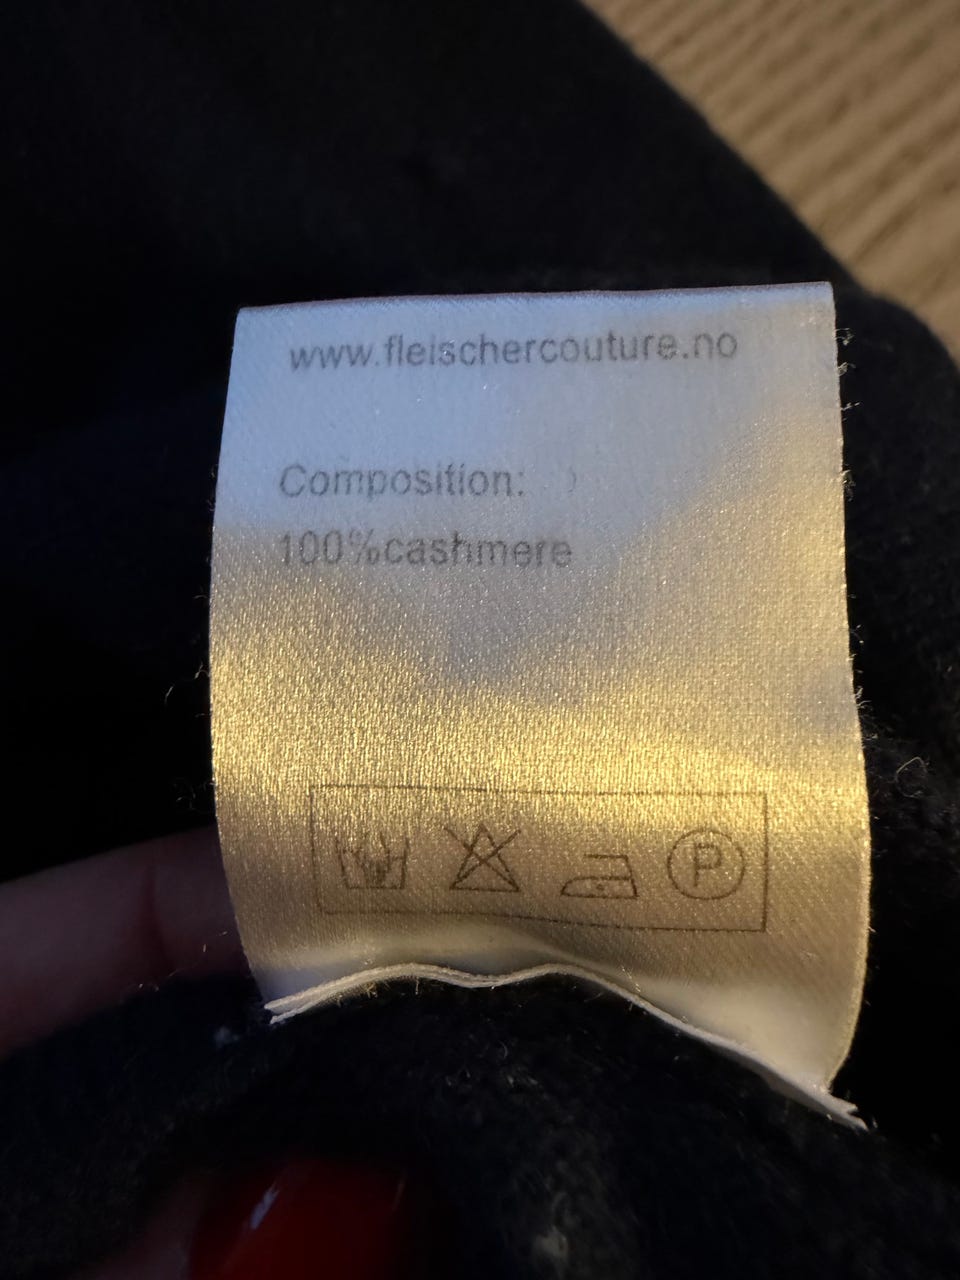 www.fleischercouture.no
Composition:
100%cashmere
P